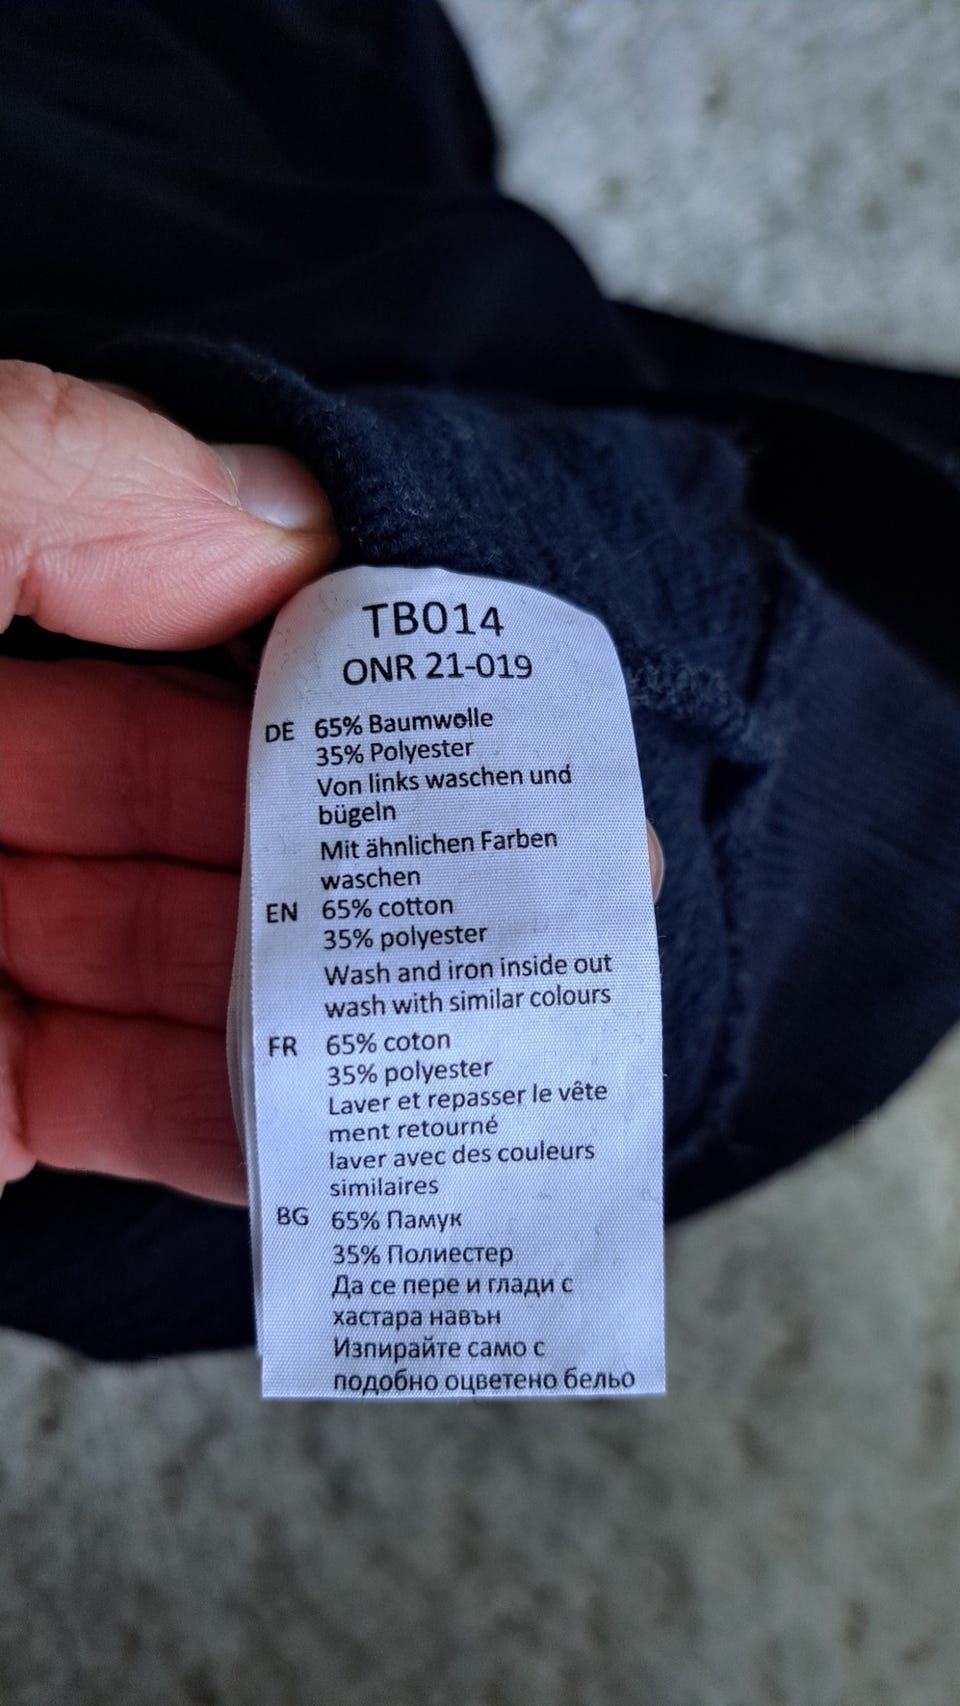 TB014
ONR 21-019
DE 65% Baumwolle
35% Polyester
Von links waschen und
bügeln
Mit ähnlichen Farben
waschen
EN 65% cotton
35% polyester
Wash and iron inside out
wash with similar colours
FR 65% coton
35% polyester
Laver et repasser le vête
ment retourné
laver avec des couleurs
similaires
BG 65% Памук
35% Полиестер
Да се пере и глади с
хастара навън
Изпирайте само с
подобно оцветено бельо